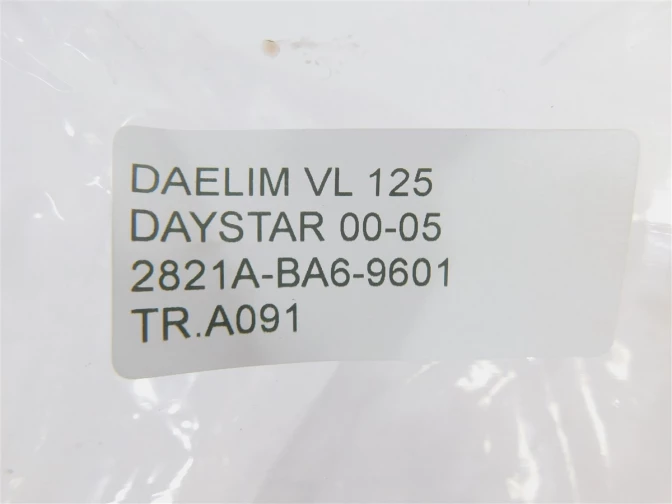 DAELIM VL 125
DAYSTAR 00-05
2821A-BA6-9601
TR.A091